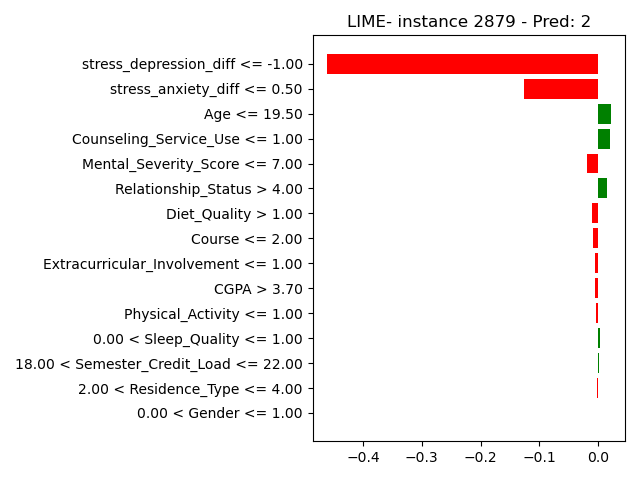 LIME- instance 2879 - Pred: 2
stress_depression_diff <= -1.00
stress_anxiety_diff <= 0.50
Age <= 19.50
Counseling_Service_Use <= 1.00
Mental_Severity_Score <= 7.00
Relationship_Status > 4.00
Diet_Quality > 1.00
Course <= 2.00
Extracurricular_Involvement <= 1.00
CGPA > 3.70
Physical_Activity <= 1.00
0.00 < Sleep_Quality <= 1.00
18.00 < Semester_Credit_Load <= 22.00
2.00 < Residence_Type <= 4.00
0.00 < Gender <= 1.00
−0.4 −0.3 −0.2 −0.1 0.0